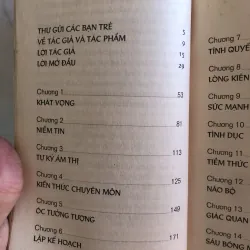 THƯ GỬI CÁC BẠN TRẺ 5
VỀ TÁC GIẢ VÀ TÁC PHẨM 9
LỜI TÁC GIẢ
LỜI MỞ ĐẦU
Chương 1
KHÁT VỌNG 53
Chương 2
NIỀM TIN 81
Chương 3
TỰ KỶ ÁM THỊ 113
Chương 4
KIẾN THỨC CHUYÊN MÔN 125
Chương 5
ÓC TƯỞNG TƯỢNG 149
Chương 6
LẬP KẾ HOẠCH 171
Chương 7
TÍNH QUYẾ
Chương 8
LÒNG KIÊN
Chương 9
SỨC MẠNH
Chương 10
TÌNH DỤC
Chương 11
TIỀM THỨC
Chương 12
NÃO BỘ
Chương 13
GIÁC QUAN
Chương 14
SÁU BÓNG